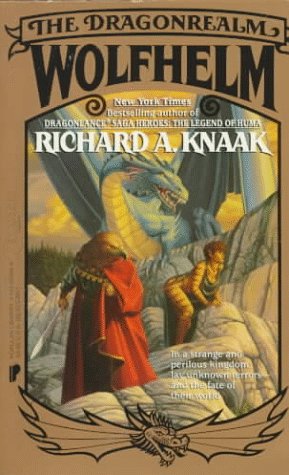 THE DRAGONREALM
WOLFHELM
New York Times
Bestselling author of
DRAGONLANCE® SAGA HEROES: THE LEGEND OF HUMA
RICHARD A. KNAAK
In a strange and
perilous kingdom
lay unknown terrors
and the fate of
their world.